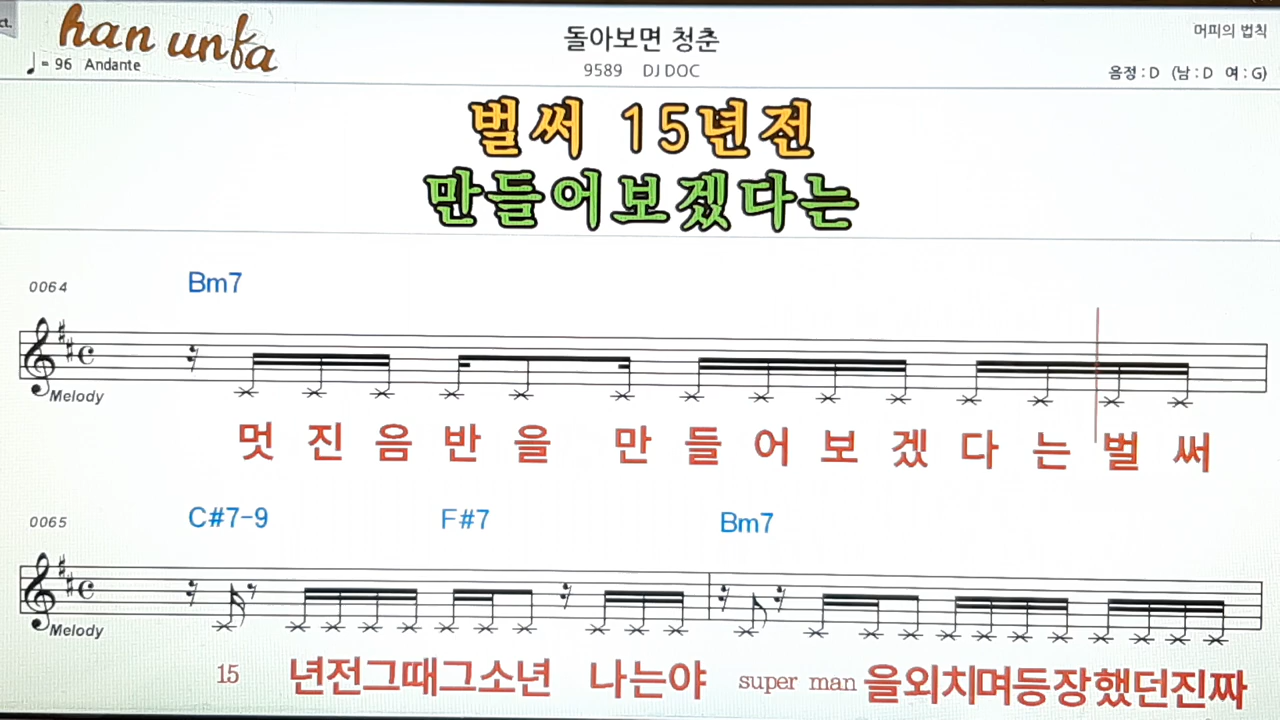 ct.
han unfa
돌아보면 청춘
머피의 법칙
♩= 96 Andante
9589 DJ DOC
음정 : D (남 : D 여 : G)
벌써 15년전
만들어보겠다는
0064 Bm7
Melody
멋 진 음 반 을 만 들 어 보 겠 다 는 벌 써
0065 C#7-9 F#7 Bm7
Melody
15 년전그때그소년 나는야 super man 을외치며등장했던진짜